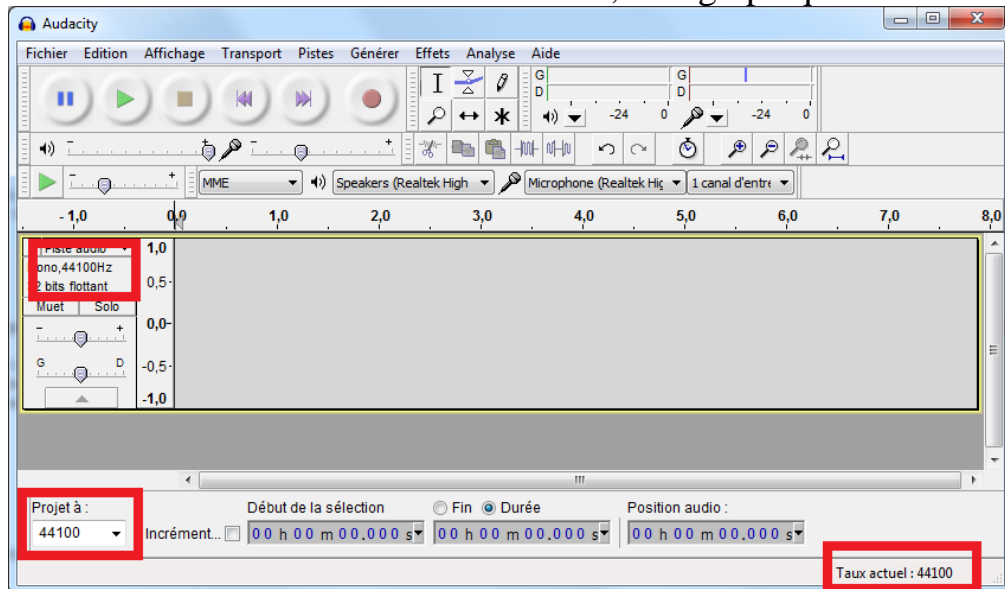 Audacity
Fichier Edition Affichage Transport Pistes Générer Effets Analyse Aide
G G
D D
-24 0 -24 0
MME Speakers (Realtek High Microphone (Realtek Hig 1 canal d'entre
- 1,0 0,0 1,0 2,0 3,0 4,0 5,0 6,0 7,0 8,0
Piste audio 1,0
ono,44100Hz
2 bits flottant 0,5
Muet Solo
- + 0,0
G D -0,5
-1,0
Projet à : Début de la sélection Fin Durée Position audio :
44100 Incrément... 00 h 00 m 00.000 s 00 h 00 m 00.000 s 00 h 00 m 00.000 s
Taux actuel : 44100